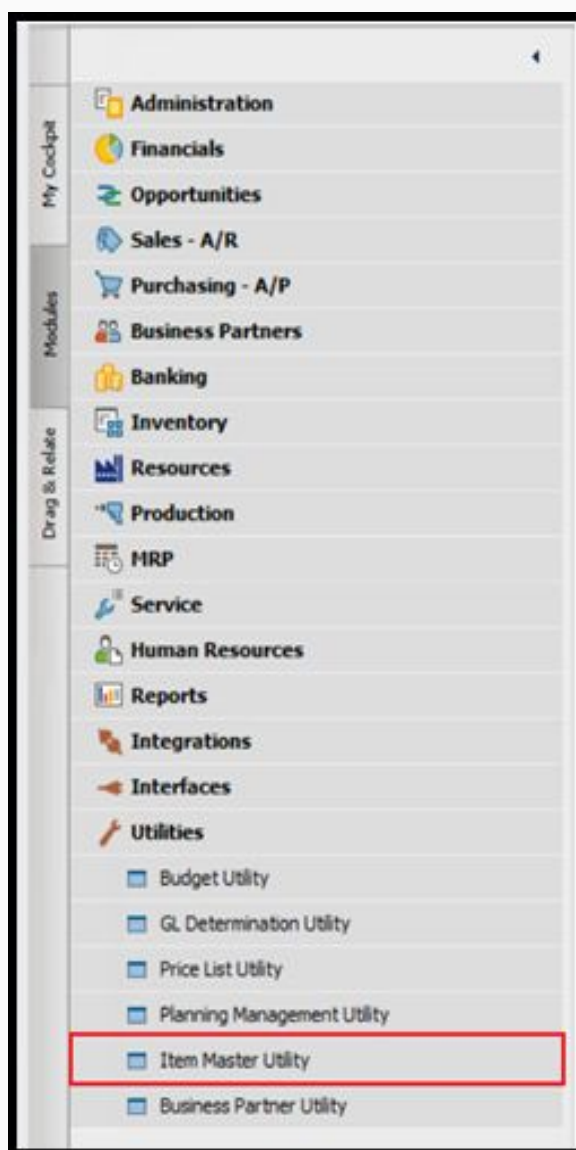 My Cockpit
Modules
Drag & Relate
Administration
Financials
Opportunities
Sales - A/R
Purchasing - A/P
Business Partners
Banking
Inventory
Resources
Production
MRP
Service
Human Resources
Reports
Integrations
Interfaces
Utilities
Budget Utility
GL Determination Utility
Price List Utility
Planning Management Utility
Item Master Utility
Business Partner Utility